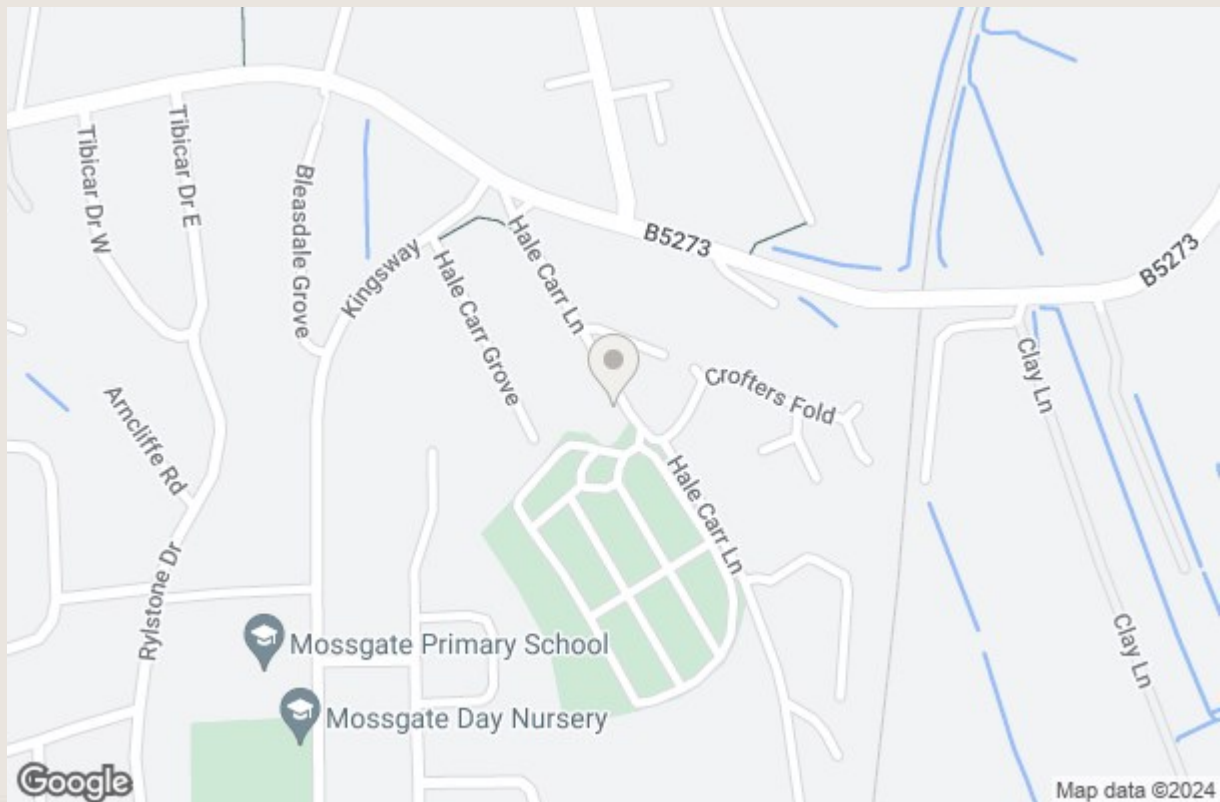 Tibicar Dr W
Tibicar Dr E
Bleasdale Grove
Kingsway
Hale Carr Grove
Hale Carr Ln
B5273
B5273
Crofters Fold
Clay Ln
Arncliffe Rd
Hale Carr Ln
Rylstone Dr
Mossgate Primary School
Clay Ln
Mossgate Day Nursery
Google
Map data ©2024